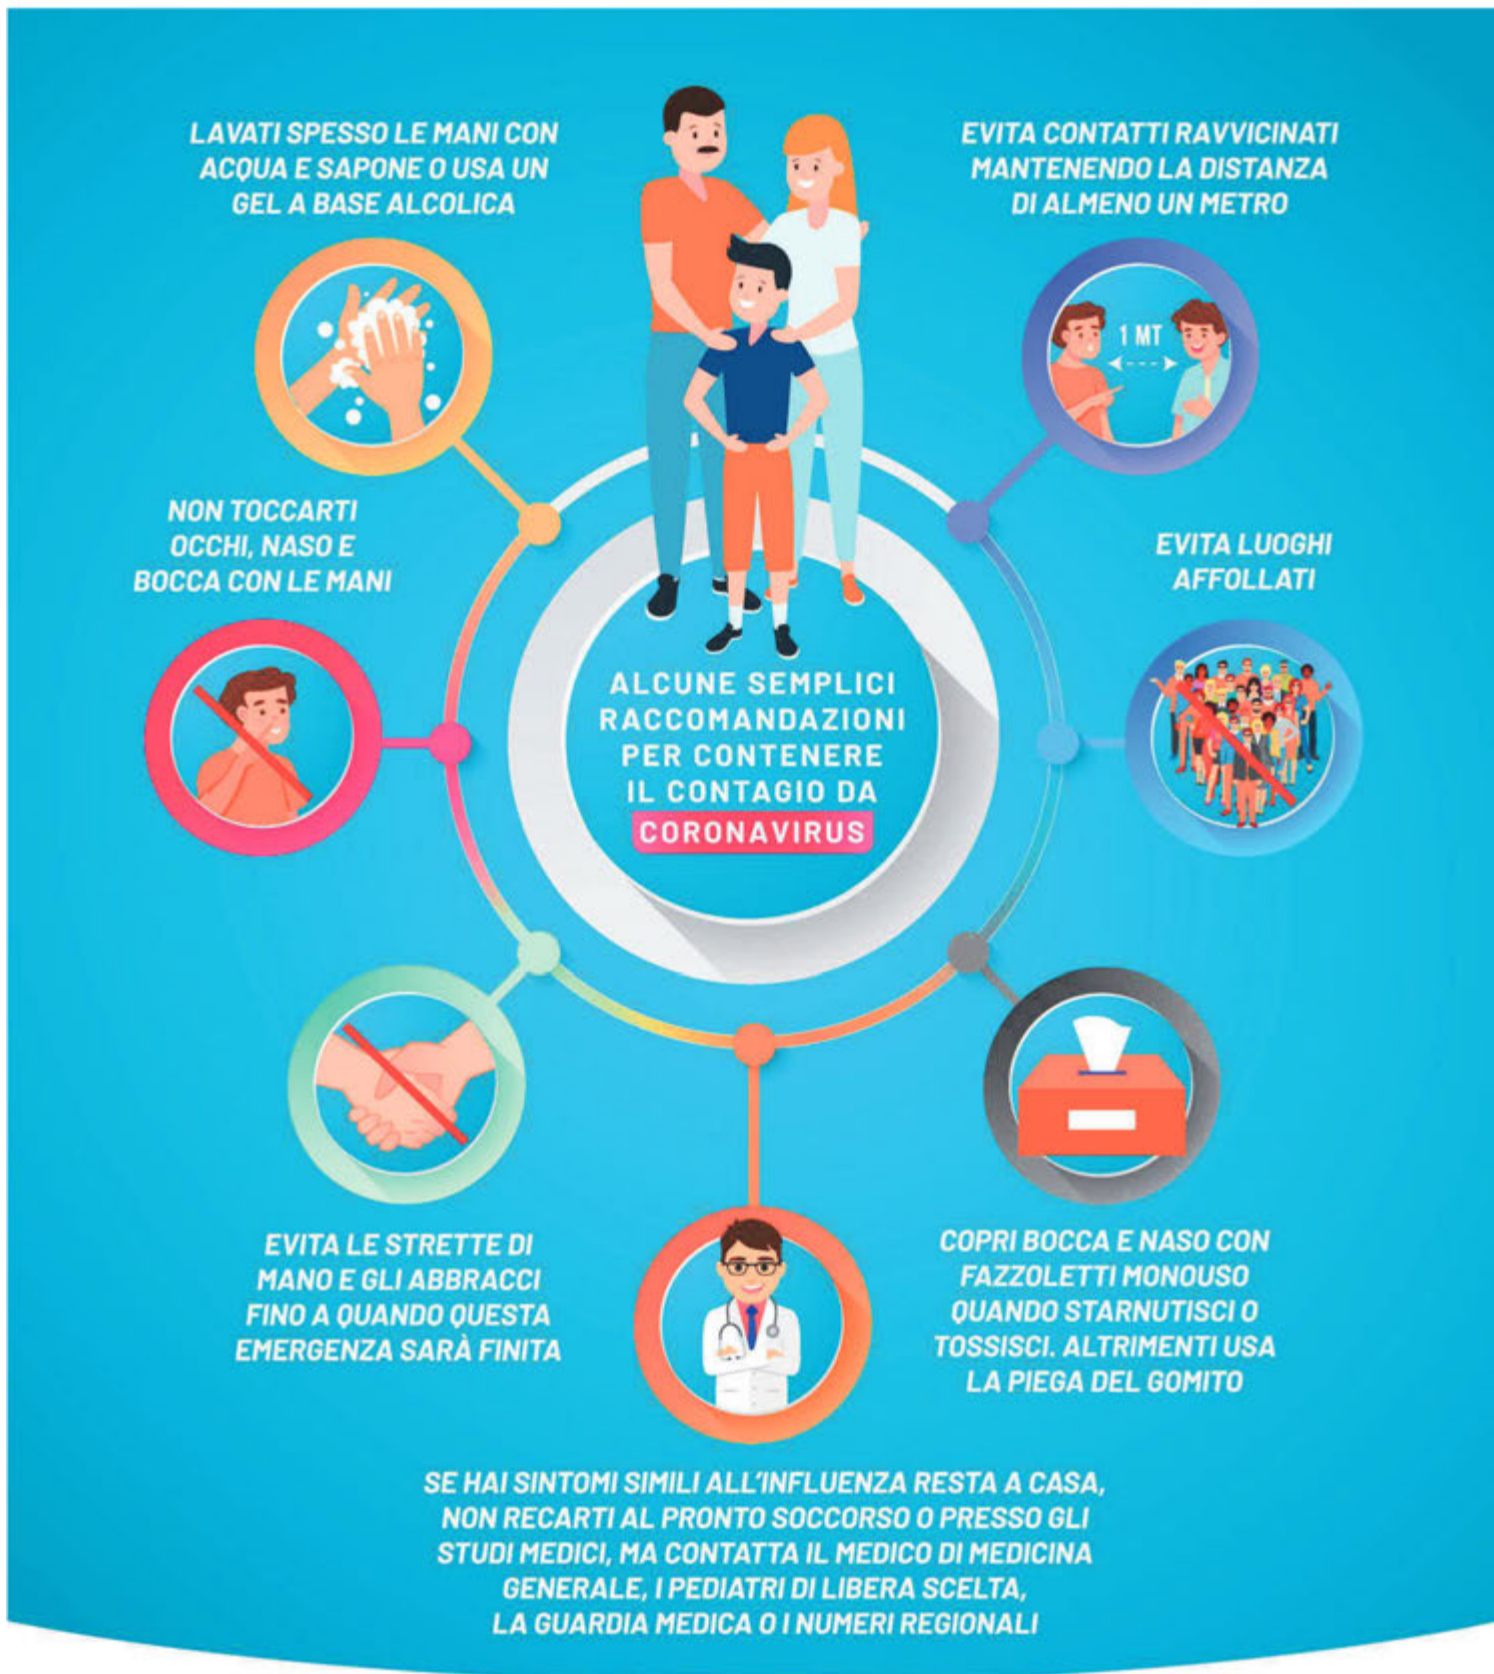 LAVATI SPESSO LE MANI CON
ACQUA E SAPONE O USA UN
GEL A BASE ALCOLICA
EVITA CONTATTI RAVVICINATI
MANTENENDO LA DISTANZA
DI ALMENO UN METRO
1 MT
NON TOCCARTI
OCCHI, NASO E
BOCCA CON LE MANI
EVITA LUOGHI
AFFOLLATI
ALCUNE SEMPLICI
RACCOMANDAZIONI
PER CONTENERE
IL CONTAGIO DA
CORONAVIRUS
EVITA LE STRETTE DI
MANO E GLI ABBRACCI
FINO A QUANDO QUESTA
EMERGENZA SARÀ FINITA
COPRI BOCCA E NASO CON
FAZZOLETTI MONOUSO
QUANDO STARNUTISCI O
TOSSISCI. ALTRIMENTI USA
LA PIEGA DEL GOMITO
SE HAI SINTOMI SIMILI ALL'INFLUENZA RESTA A CASA,
NON RECARTI AL PRONTO SOCCORSO O PRESSO GLI
STUDI MEDICI, MA CONTATTA IL MEDICO DI MEDICINA
GENERALE, I PEDIATRI DI LIBERA SCELTA,
LA GUARDIA MEDICA O I NUMERI REGIONALI